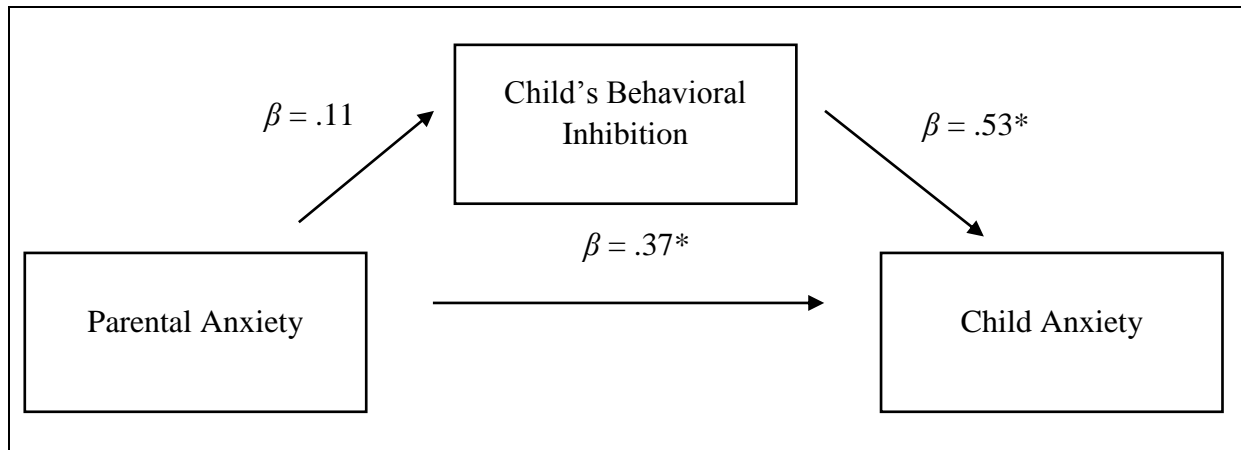 Child’s Behavioral
Inhibition
β = .11
β = .53*
β = .37*
Parental Anxiety
Child Anxiety